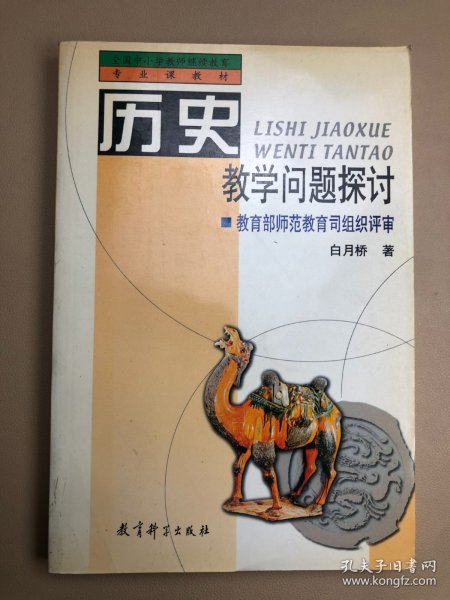 全国中小学教师继续教育
专业课教材
历史
LISHI JIAOXUE
WENTI TANTAO
教学问题探讨
教育部师范教育司组织评审
白月桥 著
教育科学出版社
孔夫子旧书网
www.kongfz.com